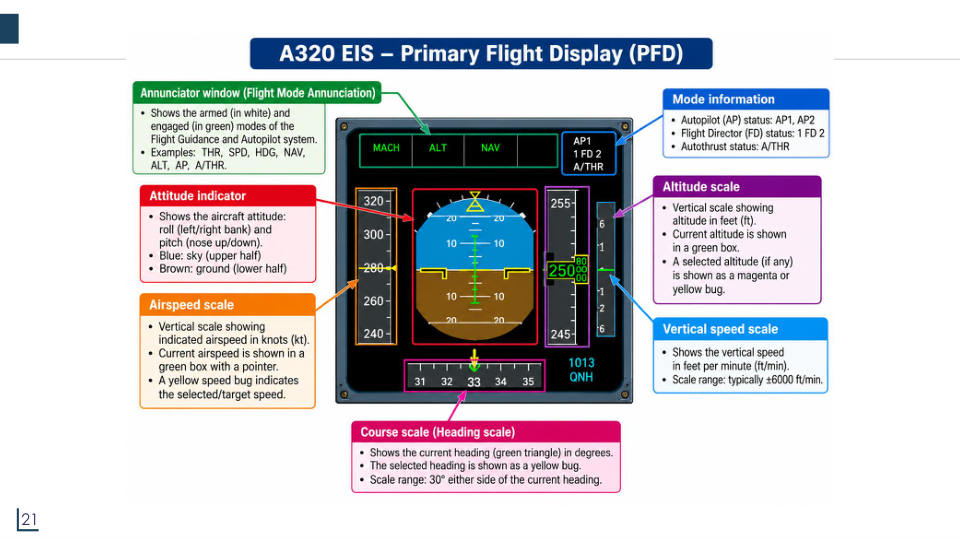 A320 EIS – Primary Flight Display (PFD)
Annunciator window (Flight Mode Annunciation)
• Shows the armed (in white) and
engaged (in green) modes of the
Flight Guidance and Autopilot system.
• Examples: THR, SPD, HDG, NAV,
ALT, AP, A/THR.
Attitude indicator
• Shows the aircraft attitude:
roll (left/right bank) and
pitch (nose up/down).
• Blue: sky (upper half)
• Brown: ground (lower half)
Airspeed scale
• Vertical scale showing
indicated airspeed in knots (kt).
• Current airspeed is shown in a
green box with a pointer.
• A yellow speed bug indicates
the selected/target speed.
MACH ALT NAV
AP1
1 FD 2
A/THR
320
300
280
260
240
20 20
10 10
10 10
20 20
255
250
80
00
00
245
6
1
1
2
6
1013
QNH
31 32 33 34 35
Mode information
• Autopilot (AP) status: AP1, AP2
• Flight Director (FD) status: 1 FD 2
• Autothrust status: A/THR
Altitude scale
• Vertical scale showing
altitude in feet (ft).
• Current altitude is shown
in a green box.
• A selected altitude (if any)
is shown as a magenta or
yellow bug.
Vertical speed scale
• Shows the vertical speed
in feet per minute (ft/min).
• Scale range: typically ±6000 ft/min.
Course scale (Heading scale)
• Shows the current heading (green triangle) in degrees.
• The selected heading is shown as a yellow bug.
• Scale range: 30° either side of the current heading.
21